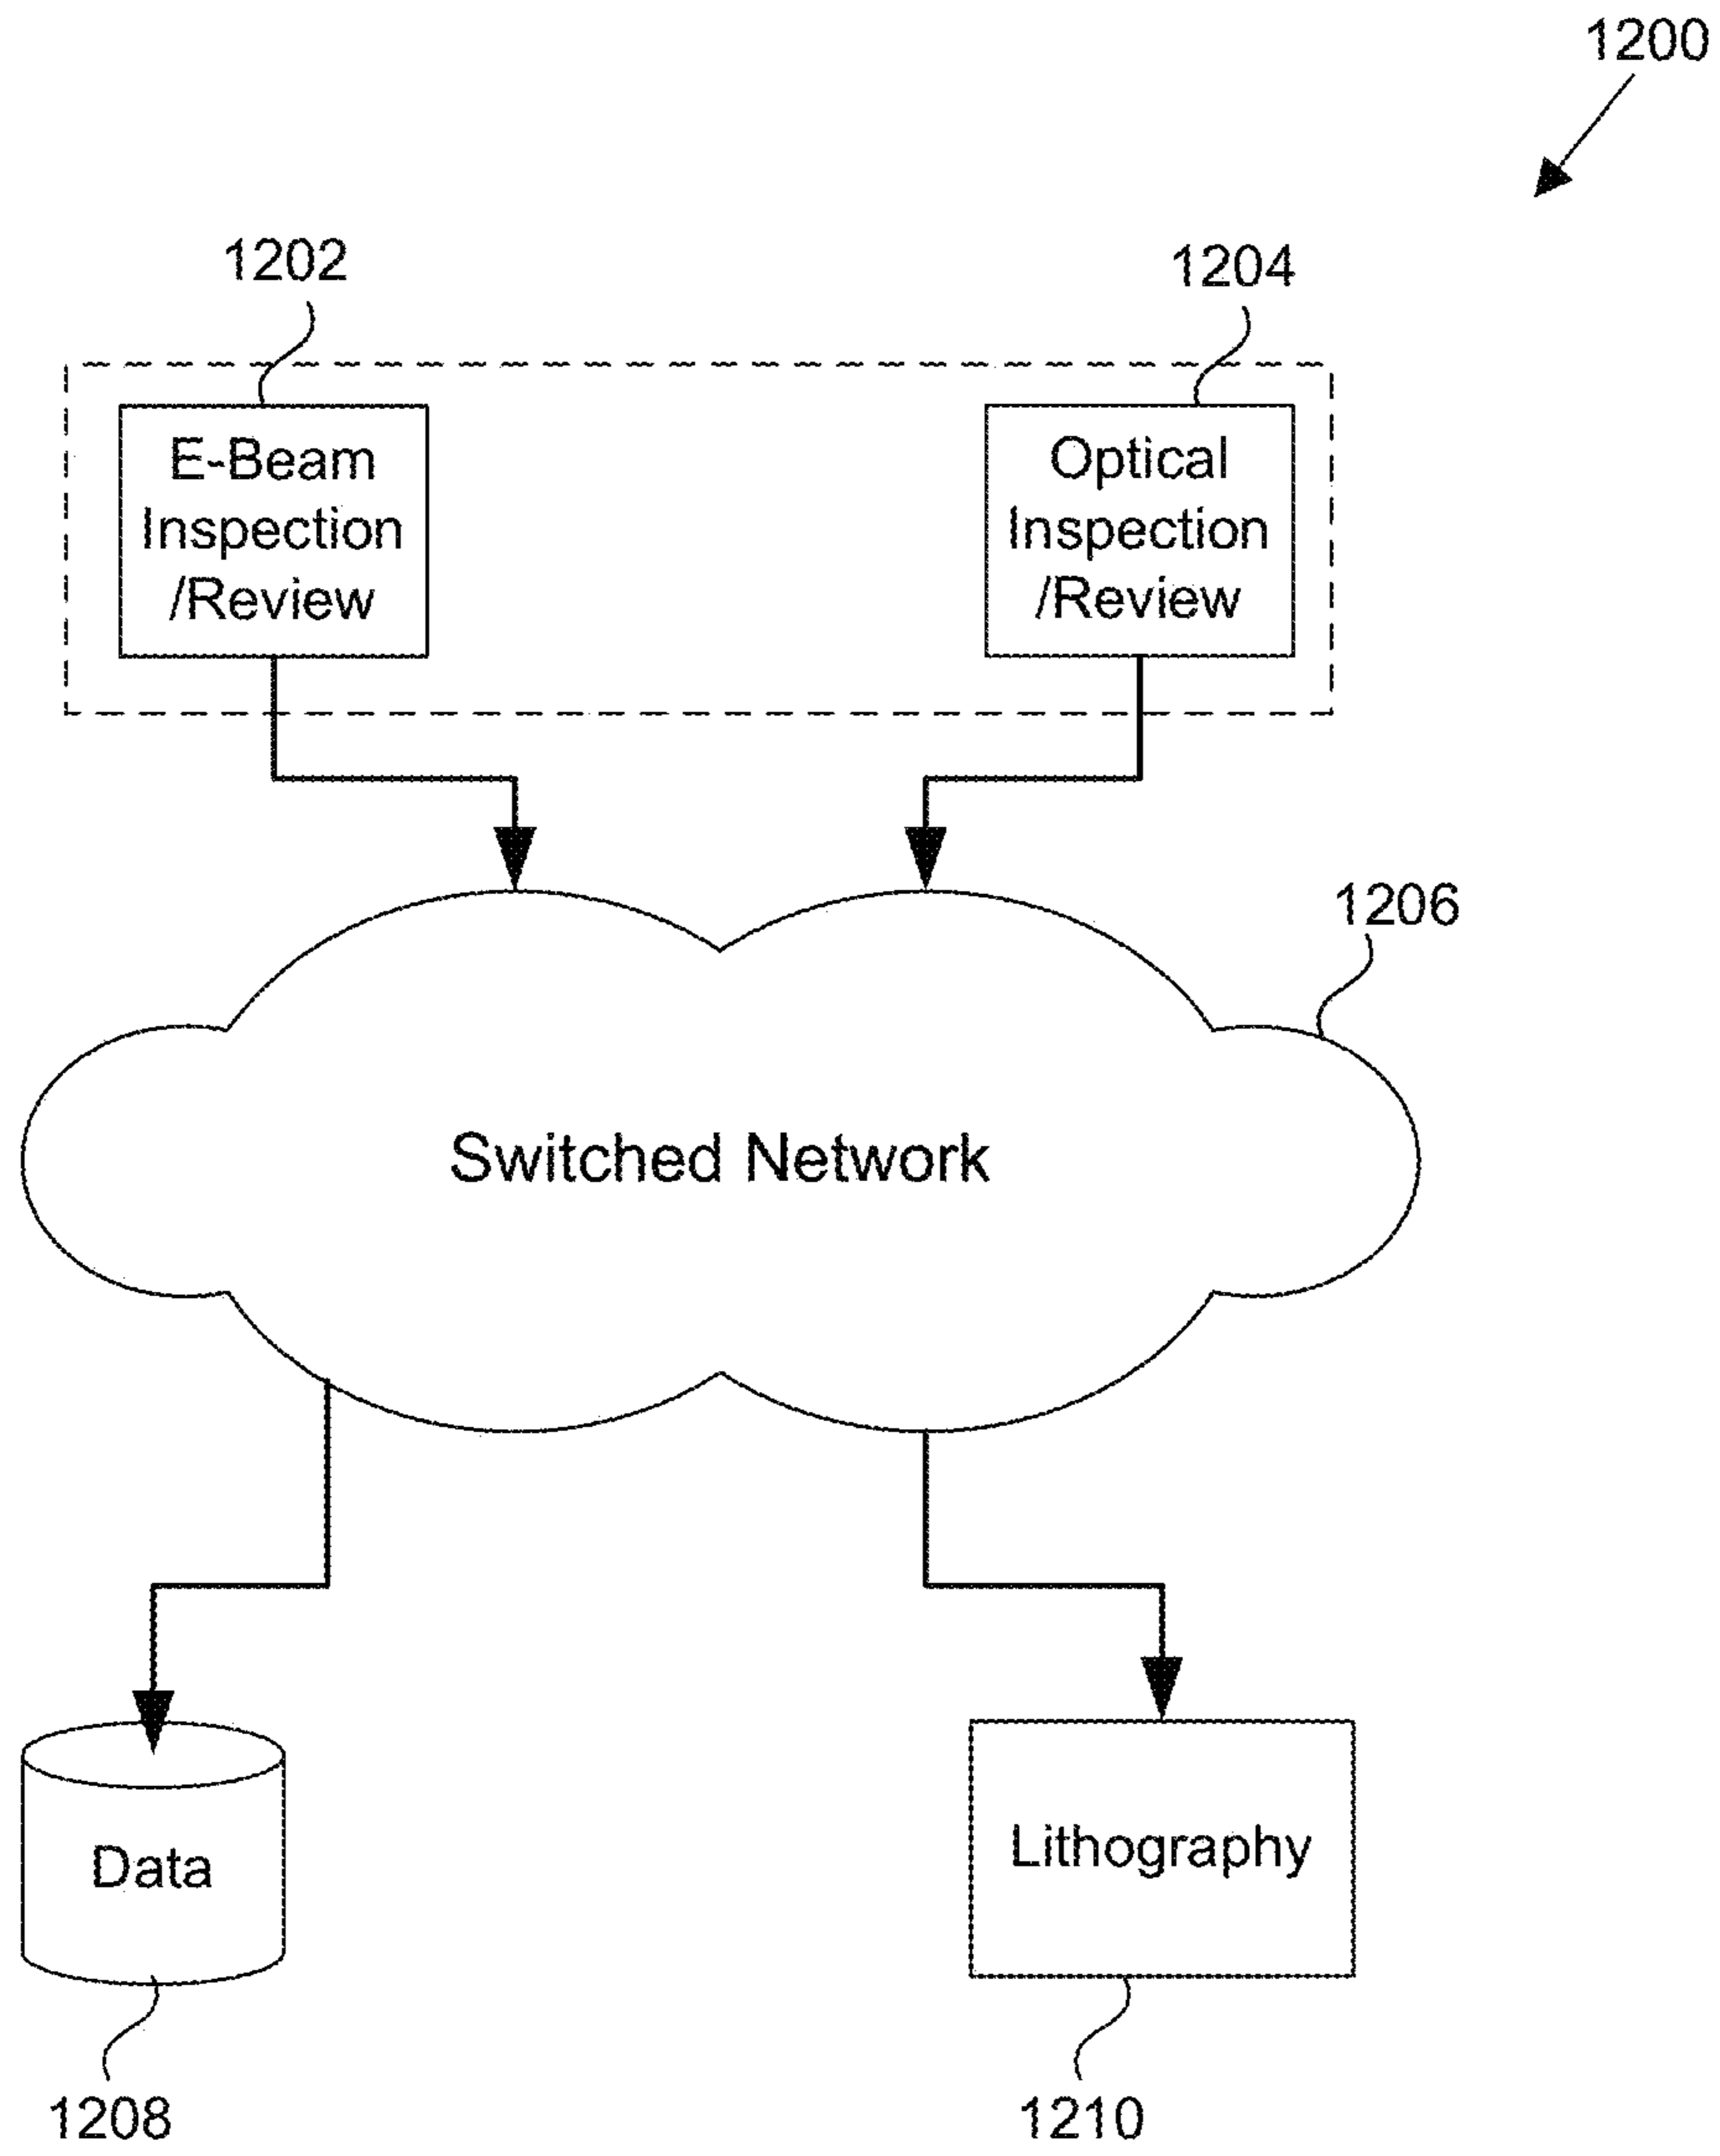 1200
1202
1204
E-Beam
Inspection
/Review
Optical
Inspection
/Review
1206
Switched Network
Data
Lithography
1208
1210